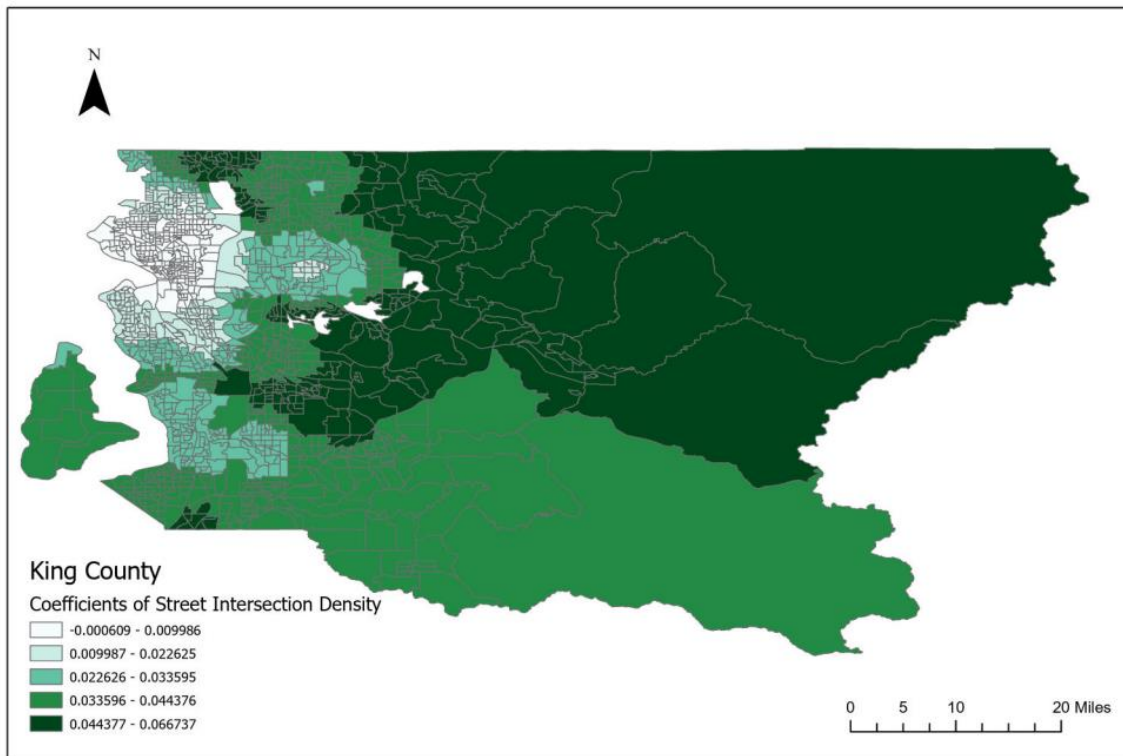 N
King County
Coefficients of Street Intersection Density
-0.000609 - 0.009986
0.009987 - 0.022625
0.022626 - 0.033595
0.033596 - 0.044376
0.044377 - 0.066737
0 5 10 20 Miles